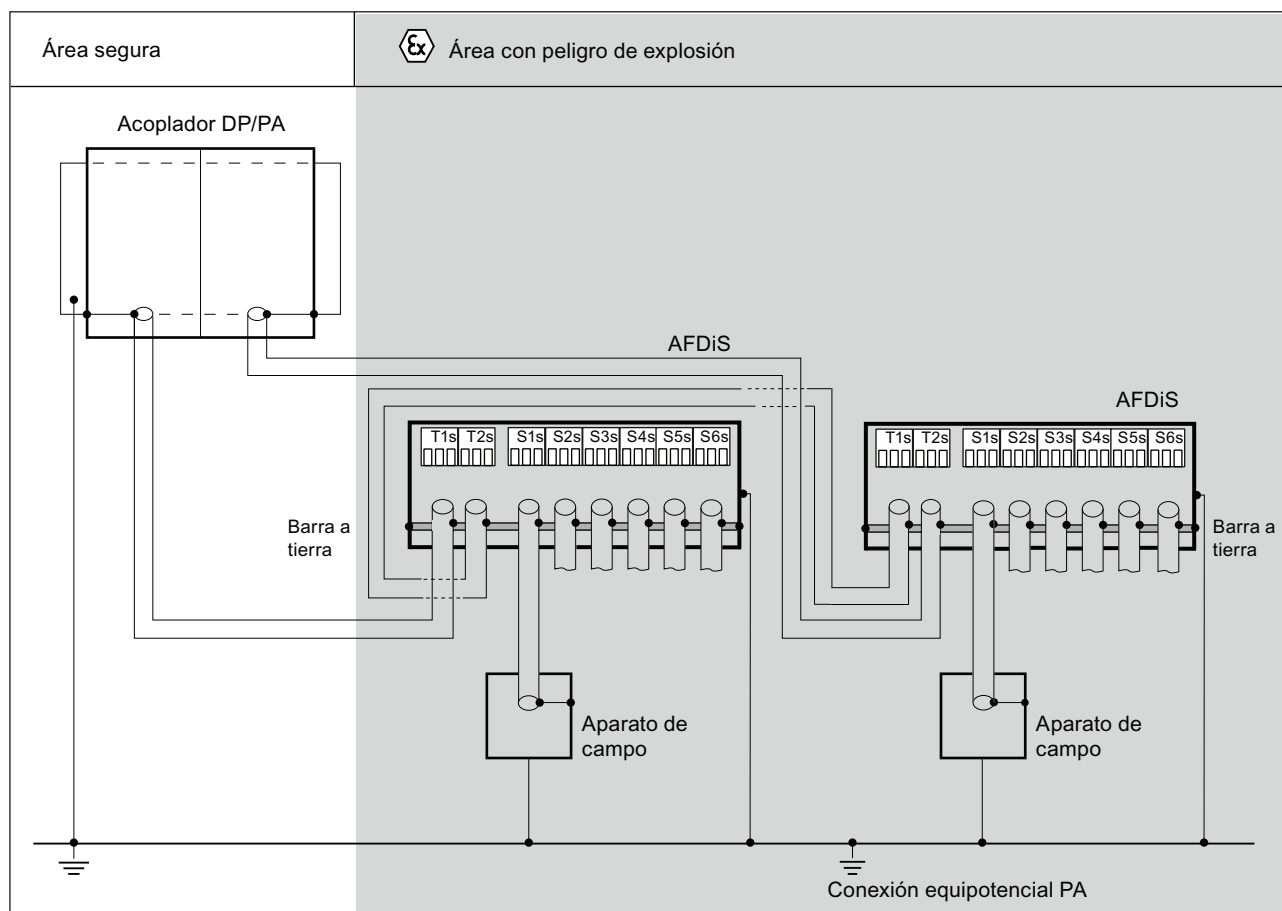 Área segura
Ex Área con peligro de explosión
Acoplador DP/PA
AFDiS
AFDiS
T1s T2s S1s S2s S3s S4s S5s S6s
T1s T2s S1s S2s S3s S4s S5s S6s
Barra a
tierra
Barra a
tierra
Aparato de
campo
Aparato de
campo
Conexión equipotencial PA